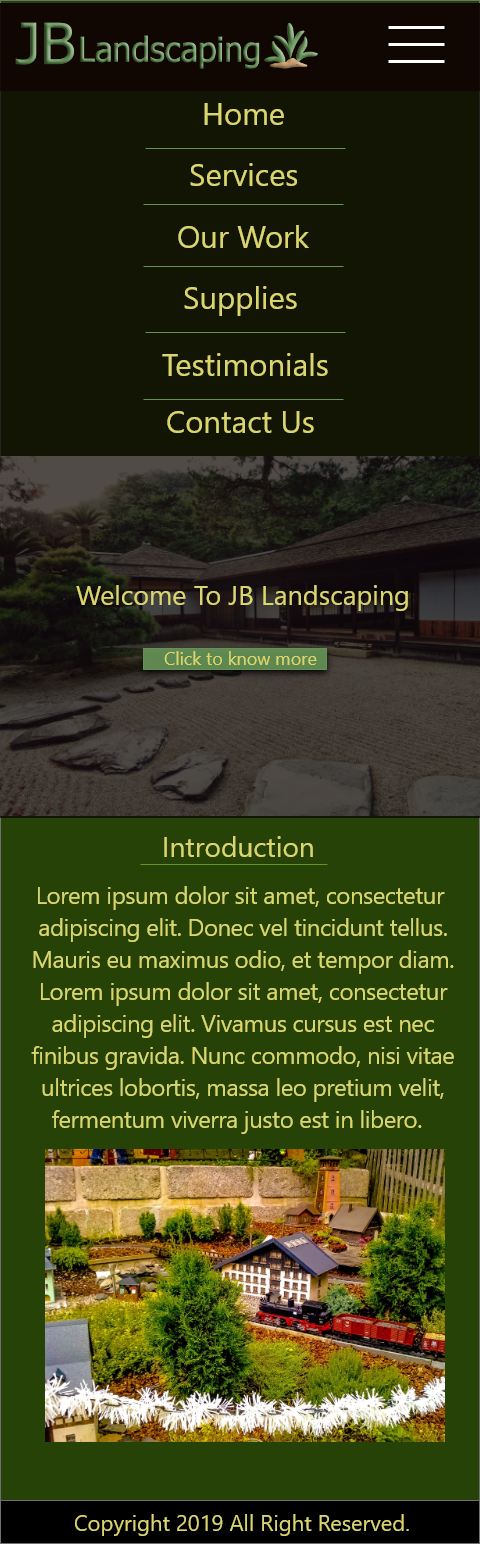 JB Landscaping
Home
Services
Our Work
Supplies
Testimonials
Contact Us
Welcome To JB Landscaping
Click to know more
Introduction
Lorem ipsum dolor sit amet, consectetur
adipiscing elit. Donec vel tincidunt tellus.
Mauris eu maximus odio, et tempor diam.
Lorem ipsum dolor sit amet, consectetur
adipiscing elit. Vivamus cursus est nec
finibus gravida. Nunc commodo, nisi vitae
ultrices lobortis, massa leo pretium velit,
fermentum viverra justo est in libero.
Copyright 2019 All Right Reserved.